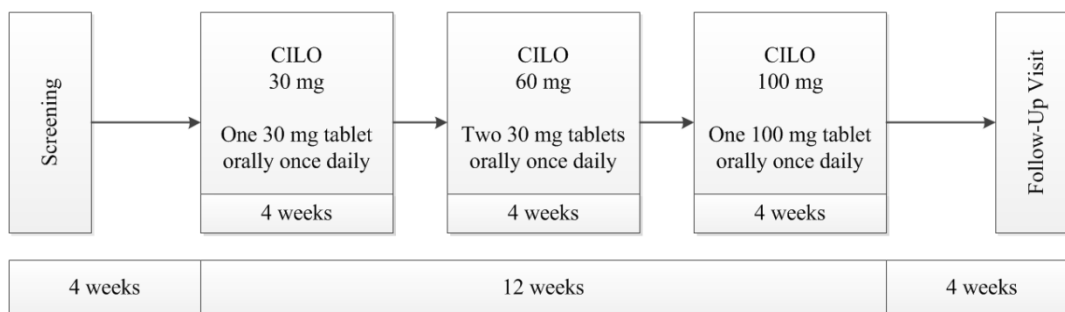 Screening
CILO
30 mg
One 30 mg tablet
orally once daily
4 weeks
CILO
60 mg
Two 30 mg tablets
orally once daily
4 weeks
CILO
100 mg
One 100 mg tablet
orally once daily
4 weeks
Follow-Up Visit
4 weeks
12 weeks
4 weeks